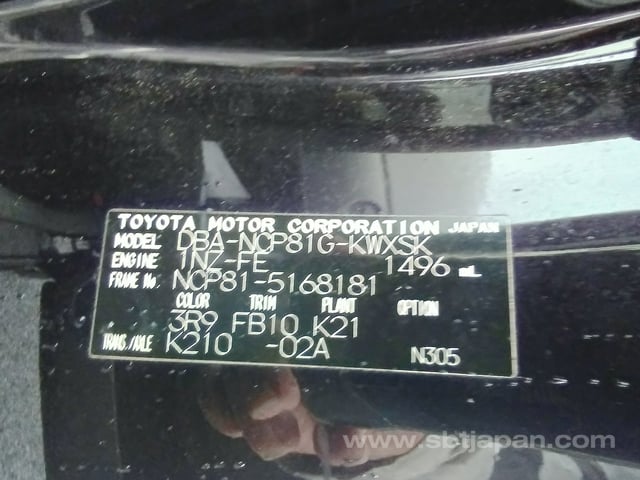 TOYOTA MOTOR CORPORATION JAPAN
MODEL DBA-NCP81G-KWXSK
ENGINE 1NZ-FE 1496 mL
FRAME No. NCP81-5168181
COLOR TRIM PLANT OPTION
3R9 FB10 K21
TRANS./AXLE K210 -02A N305
www.sbtjapan.com